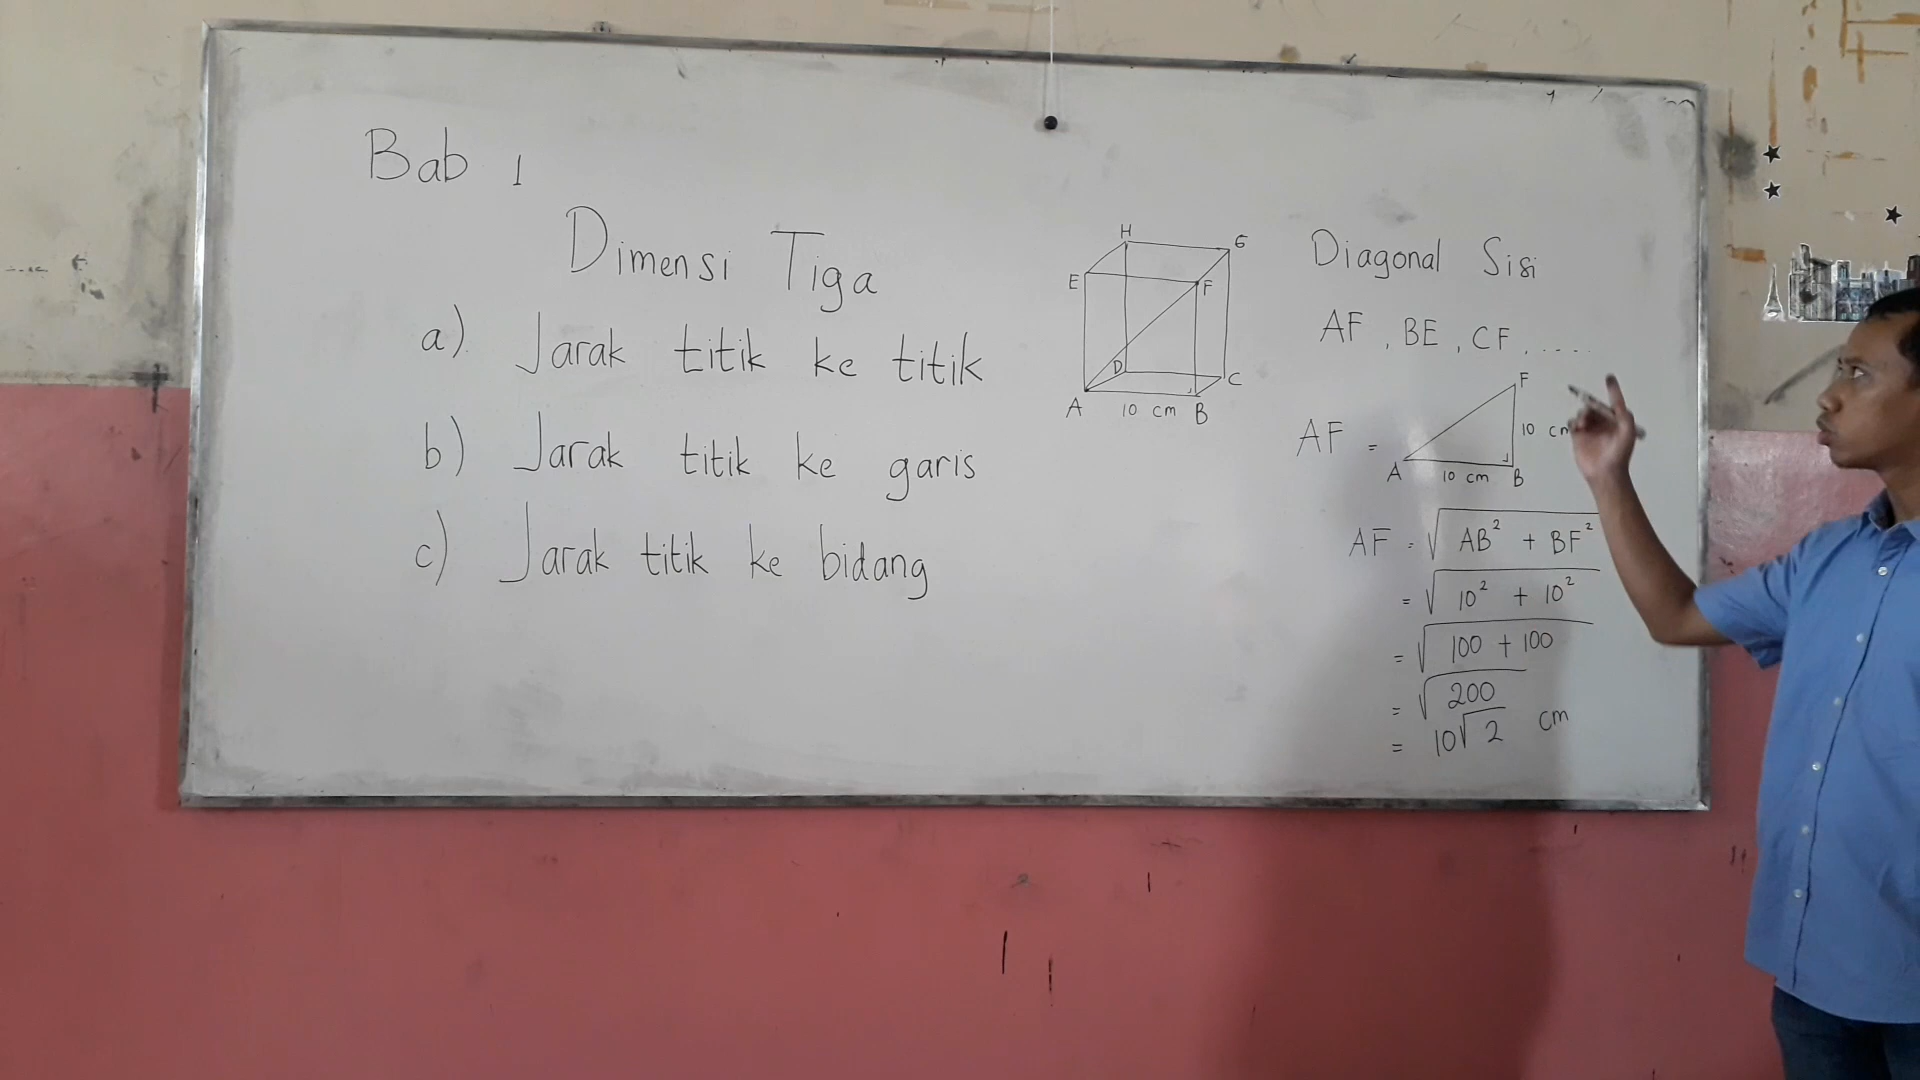 Bab 1
Dimensi Tiga
a) Jarak titik ke titik
b) Jarak titik ke garis
c) Jarak titik ke bidang
H G
E F
D C
A 10 cm B
Diagonal Sisi
AF , BE , CF , ....
F
AF = 10 cm
A 10 cm B
AF = √AB² + BF²
= √10² + 10²
= √100 + 100
= √200
= 10√2 cm